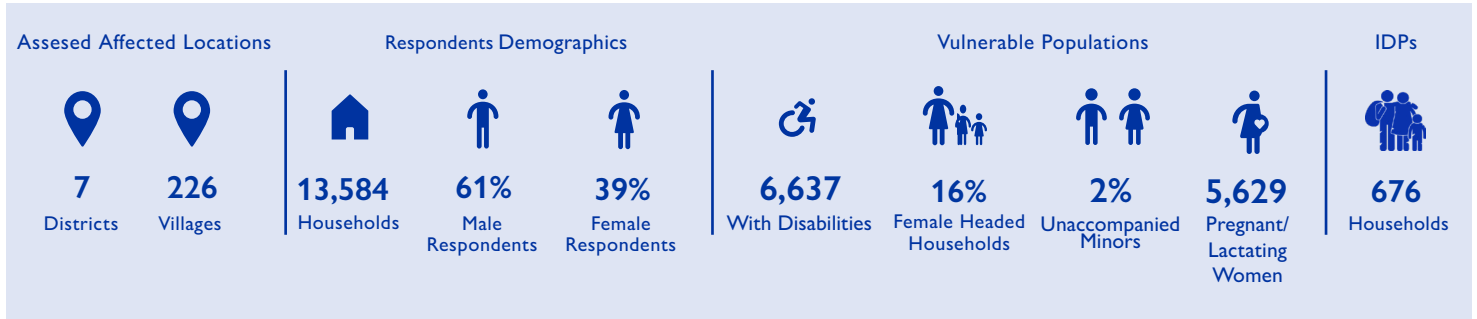 Assesed Affected Locations
Respondents Demographics
Vulnerable Populations
IDPs
7
Districts
226
Villages
13,584
Households
61%
Male
Respondents
39%
Female
Respondents
6,637
With Disabilities
16%
Female Headed
Households
2%
Unaccompanied
Minors
5,629
Pregnant/
Lactating
Women
676
Households